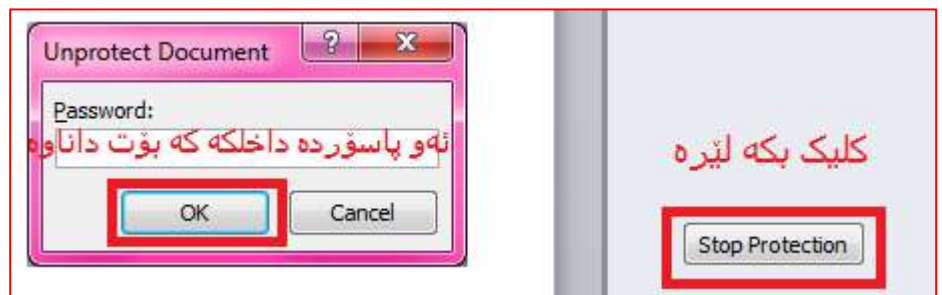 Unprotect Document
Password:
ئەو پاسۆردە داخلکە کە بۆت داناوە
OK
Cancel
کلیک بکە لێرە
Stop Protection